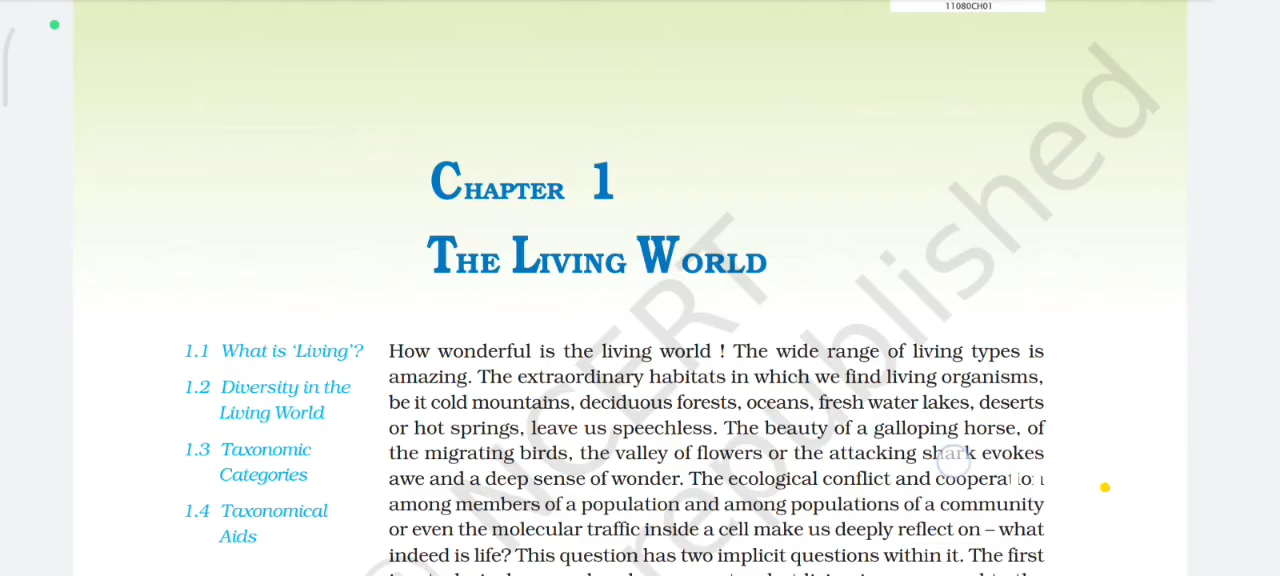 11080CH01
CHAPTER 1
THE LIVING WORLD
1.1 What is ‘Living’?
1.2 Diversity in the
Living World
1.3 Taxonomic
Categories
1.4 Taxonomical
Aids
How wonderful is the living world ! The wide range of living types is
amazing. The extraordinary habitats in which we find living organisms,
be it cold mountains, deciduous forests, oceans, fresh water lakes, deserts
or hot springs, leave us speechless. The beauty of a galloping horse, of
the migrating birds, the valley of flowers or the attacking shark evokes
awe and a deep sense of wonder. The ecological conflict and cooperation
among members of a population and among populations of a community
or even the molecular traffic inside a cell make us deeply reflect on – what
indeed is life? This question has two implicit questions within it. The first
NCERT
republished